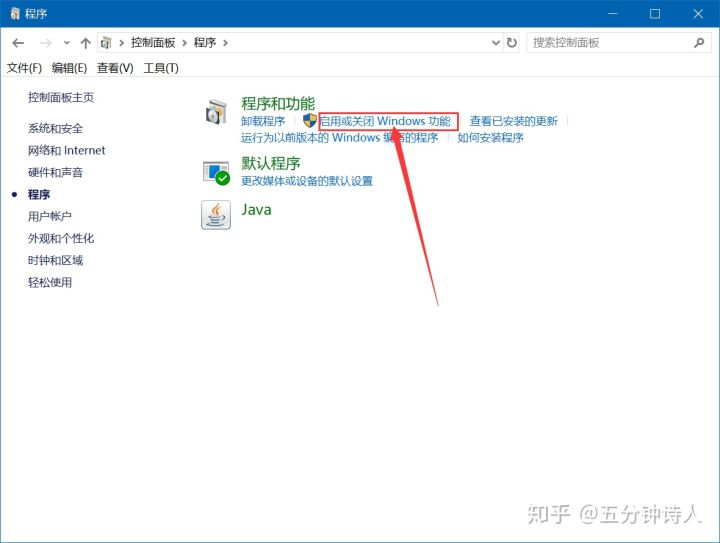 程序
控制面板 程序
搜索控制面板
文件(F) 编辑(E) 查看(V) 工具(T)
控制面板主页
系统和安全
网络和 Internet
硬件和声音
程序
用户帐户
外观和个性化
时钟和区域
轻松使用
程序和功能
卸载程序 启用或关闭 Windows 功能 查看已安装的更新
运行为以前版本的 Windows 编写的程序 如何安装程序
默认程序
更改媒体或设备的默认设置
Java
知乎 @五分钟诗人